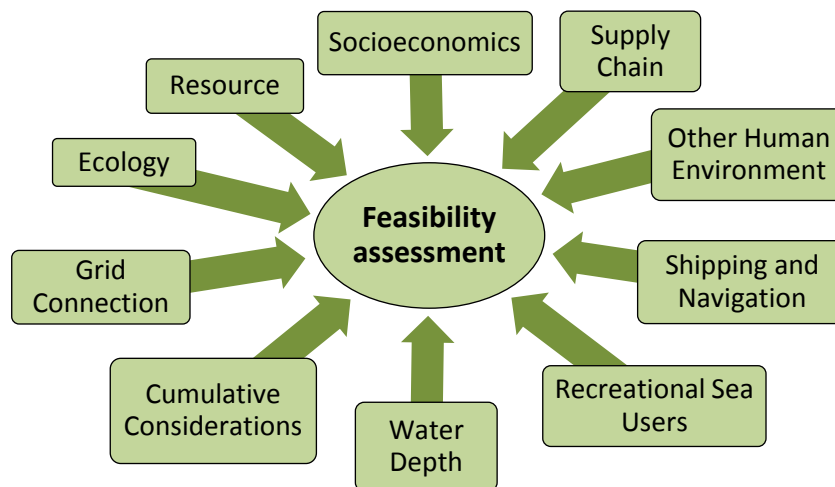 Socioeconomics
Supply
Chain
Resource
Other Human
Environment
Ecology
Feasibility
assessment
Grid
Connection
Shipping and
Navigation
Cumulative
Considerations
Water
Depth
Recreational Sea
Users